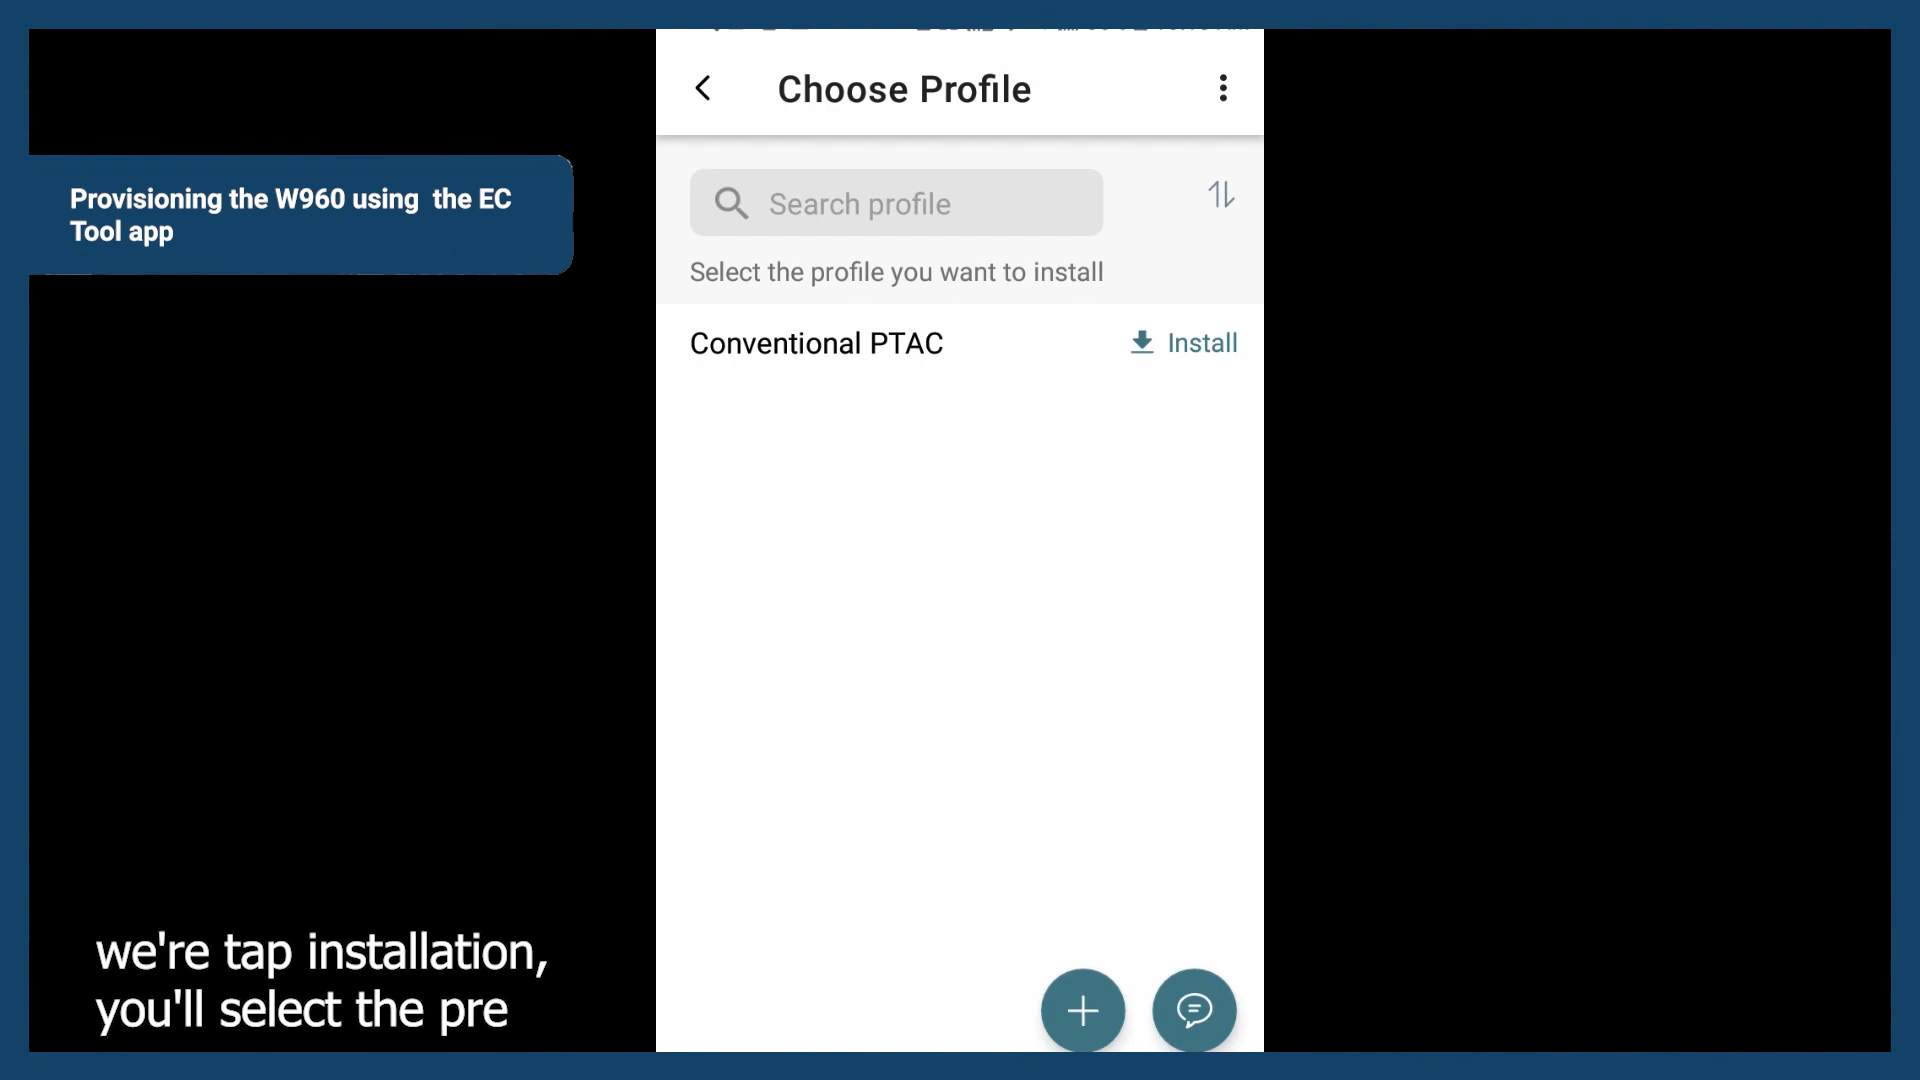 Choose Profile
Provisioning the W960 using the EC
Tool app
Search profile
Select the profile you want to install
Conventional PTAC
Install
we're tap installation,
you'll select the pre